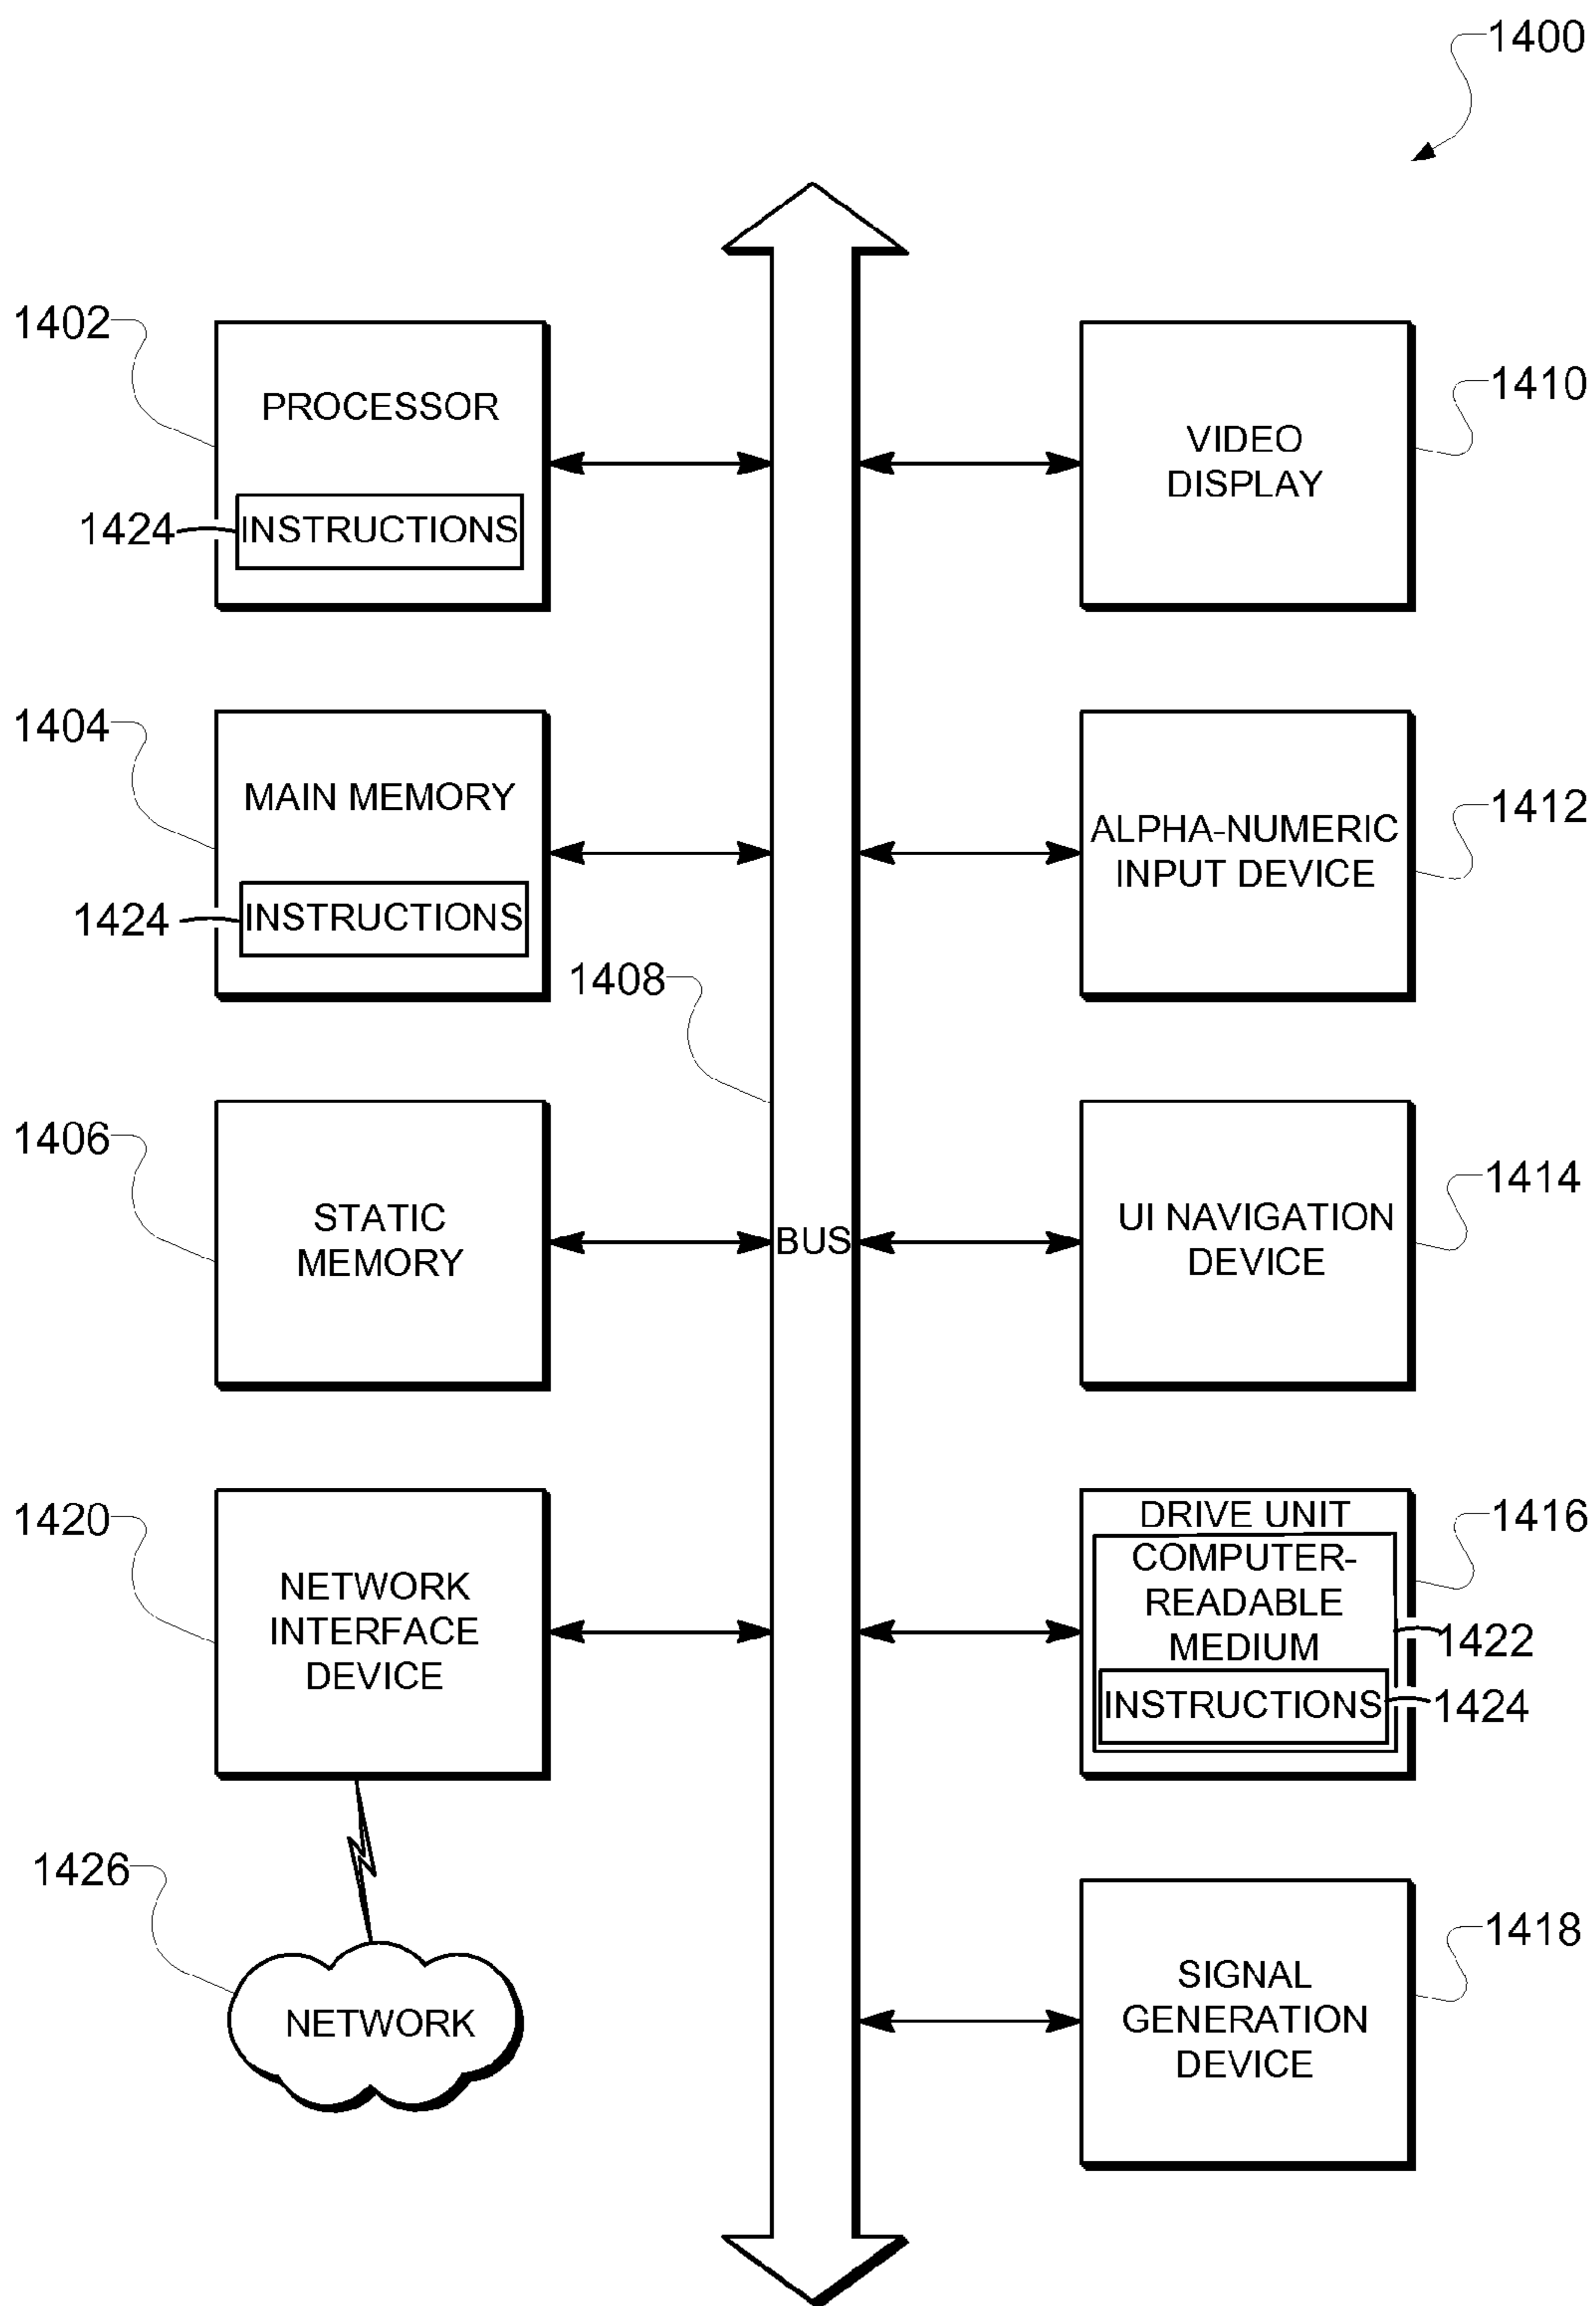 1400
1402
PROCESSOR
1424
INSTRUCTIONS
1410
VIDEO
DISPLAY
1404
MAIN MEMORY
1424
INSTRUCTIONS
1412
ALPHA-NUMERIC
INPUT DEVICE
1408
BUS
1406
STATIC
MEMORY
1414
UI NAVIGATION
DEVICE
1420
NETWORK
INTERFACE
DEVICE
1416
DRIVE UNIT
COMPUTER-
READABLE
MEDIUM
1422
INSTRUCTIONS
1424
1426
NETWORK
1418
SIGNAL
GENERATION
DEVICE